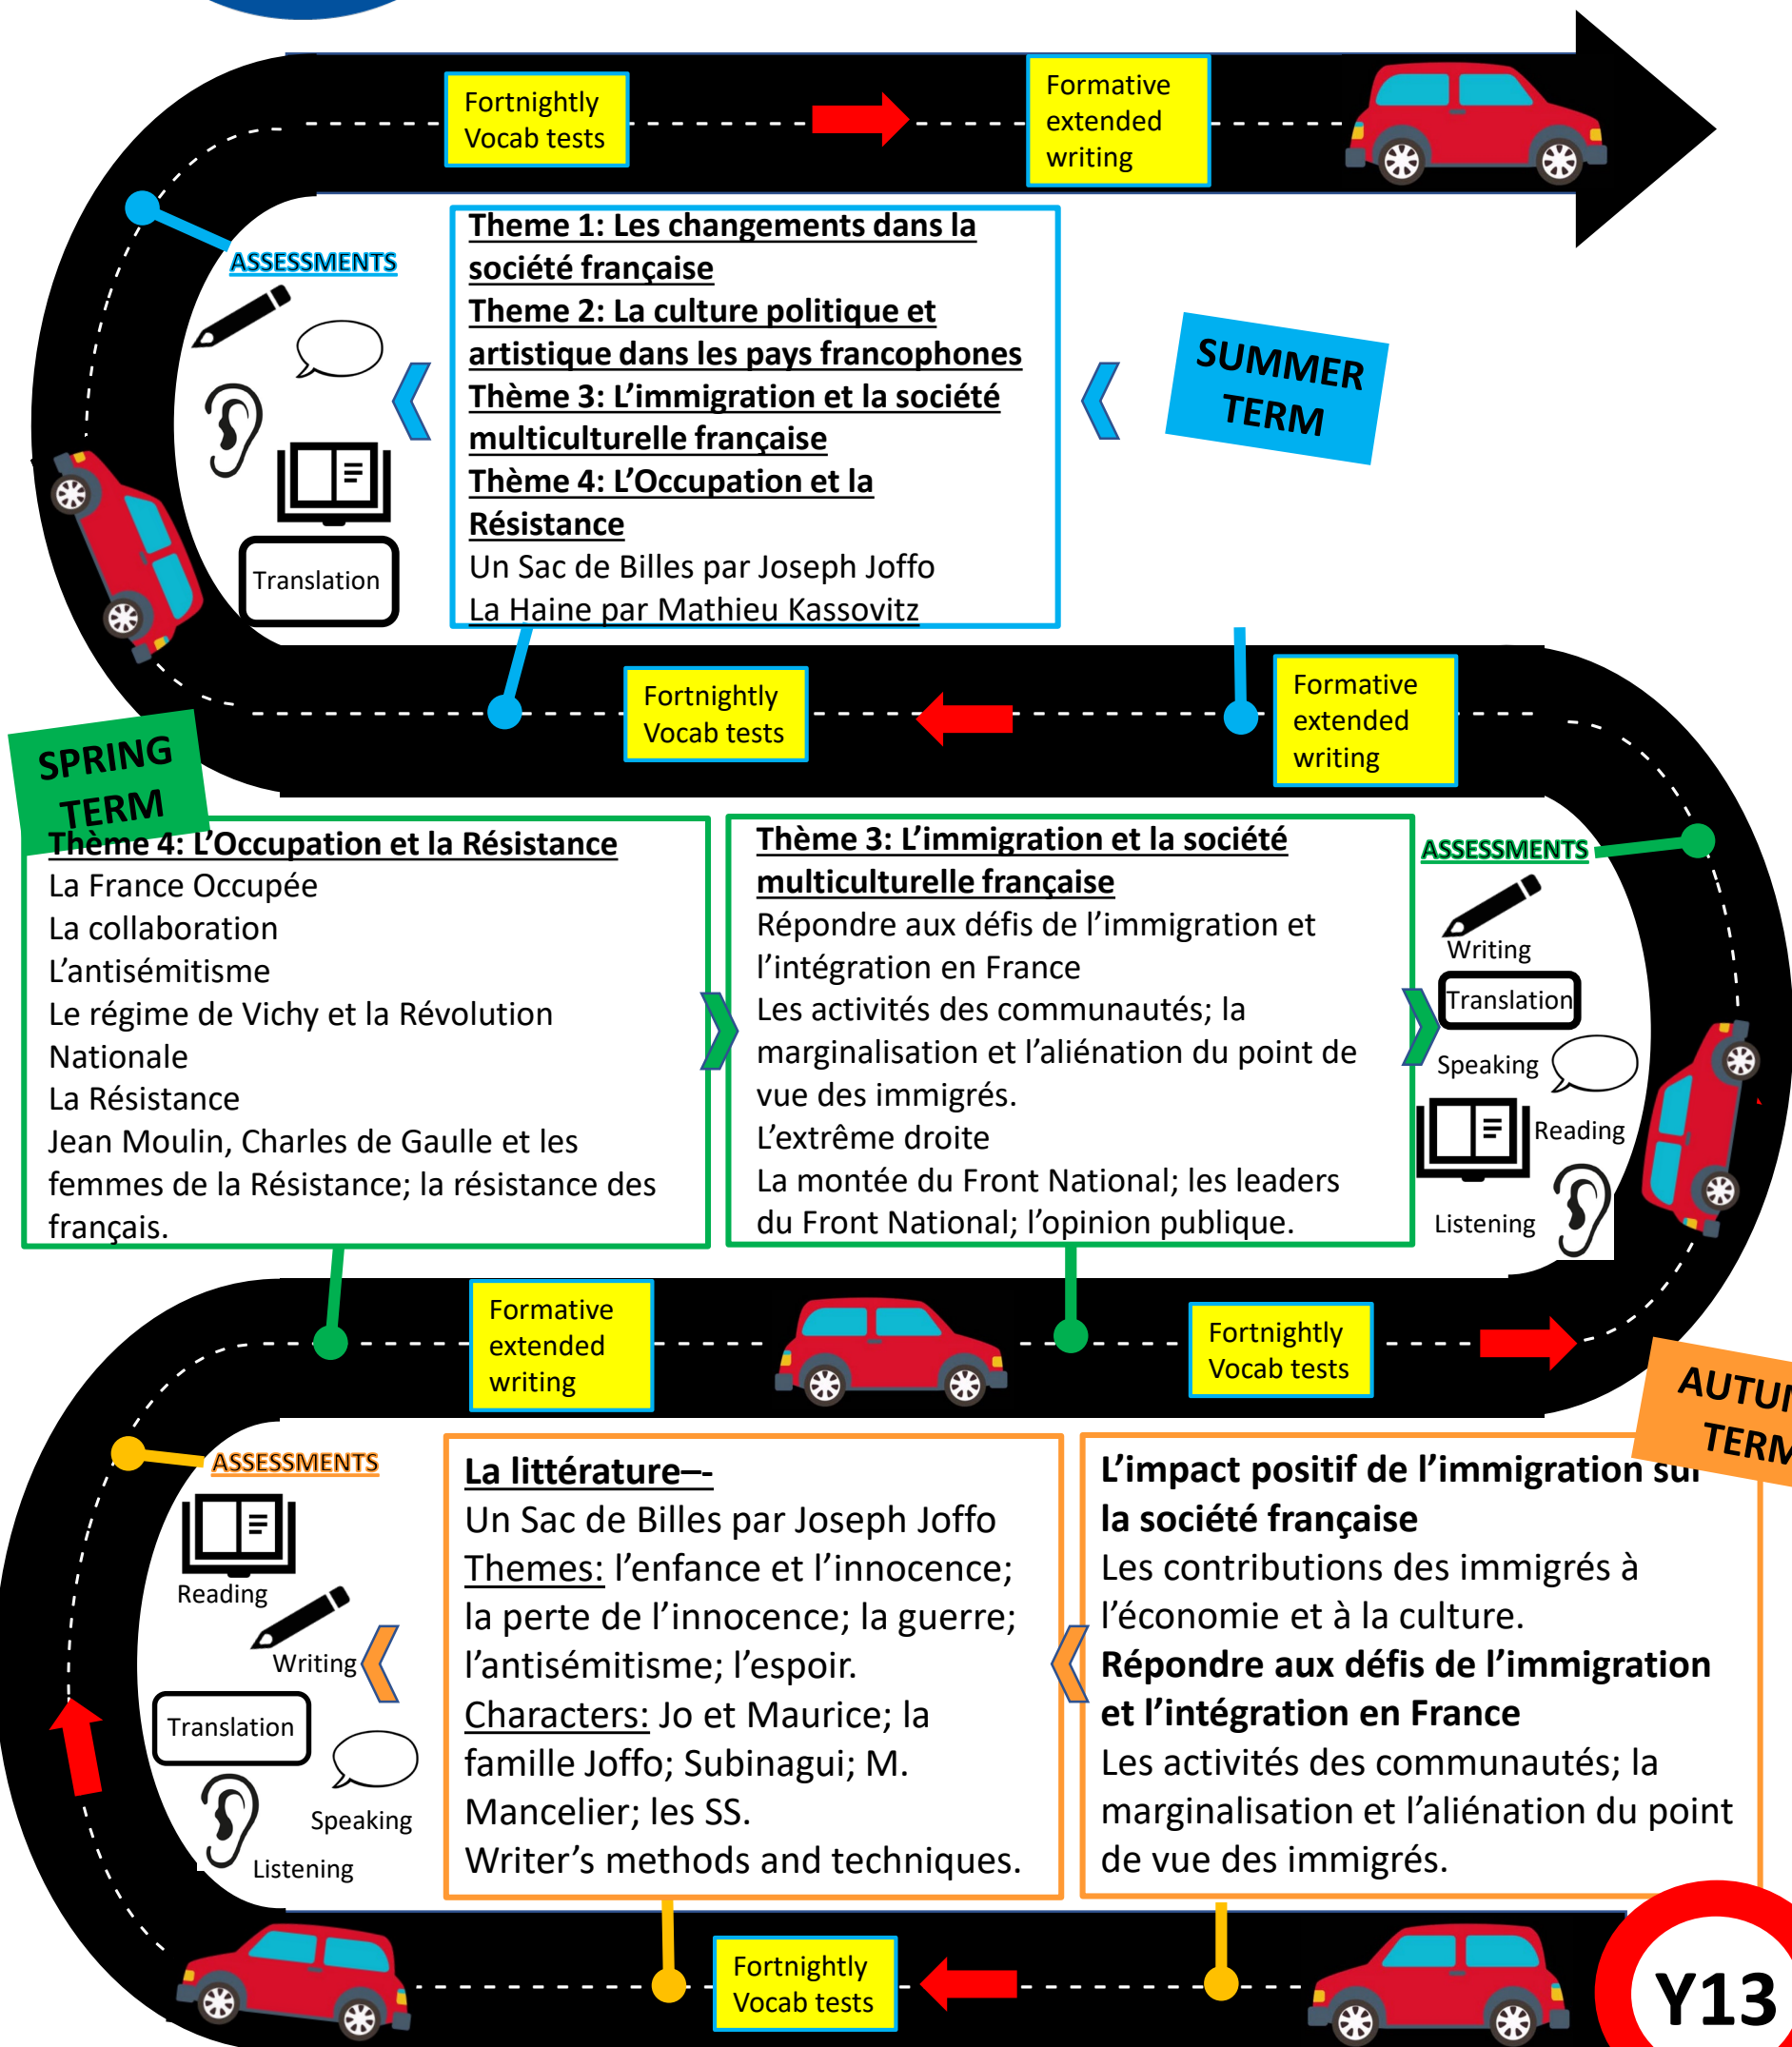 Fortnightly
Vocab tests
Formative
extended
writing
ASSESSMENTS
Translation
Theme 1: Les changements dans la
société française
Theme 2: La culture politique et
artistique dans les pays francophones
Thème 3: L’immigration et la société
multiculturelle française
Thème 4: L’Occupation et la
Résistance
Un Sac de Billes par Joseph Joffo
La Haine par Mathieu Kassovitz
SUMMER
TERM
Fortnightly
Vocab tests
Formative
extended
writing
SPRING
TERM
Thème 4: L’Occupation et la Résistance
La France Occupée
La collaboration
L’antisémitisme
Le régime de Vichy et la Révolution
Nationale
La Résistance
Jean Moulin, Charles de Gaulle et les
femmes de la Résistance; la résistance des
français.
Thème 3: L’immigration et la société
multiculturelle française
Répondre aux défis de l’immigration et
l’intégration en France
Les activités des communautés; la
marginalisation et l’aliénation du point de
vue des immigrés.
L’extrême droite
La montée du Front National; les leaders
du Front National; l’opinion publique.
ASSESSMENTS
Writing
Translation
Speaking
Reading
Listening
Formative
extended
writing
Fortnightly
Vocab tests
TERM
ASSESSMENTS
Reading
Writing
Translation
Speaking
Listening
La littérature–-
Un Sac de Billes par Joseph Joffo
Themes: l’enfance et l’innocence;
la perte de l’innocence; la guerre;
l’antisémitisme; l’espoir.
Characters: Jo et Maurice; la
famille Joffo; Subinagui; M.
Mancelier; les SS.
Writer’s methods and techniques.
L’impact positif de l’immigration sur
la société française
Les contributions des immigrés à
l’économie et à la culture.
Répondre aux défis de l’immigration
et l’intégration en France
Les activités des communautés; la
marginalisation et l’aliénation du point
de vue des immigrés.
Fortnightly
Vocab tests
Y13